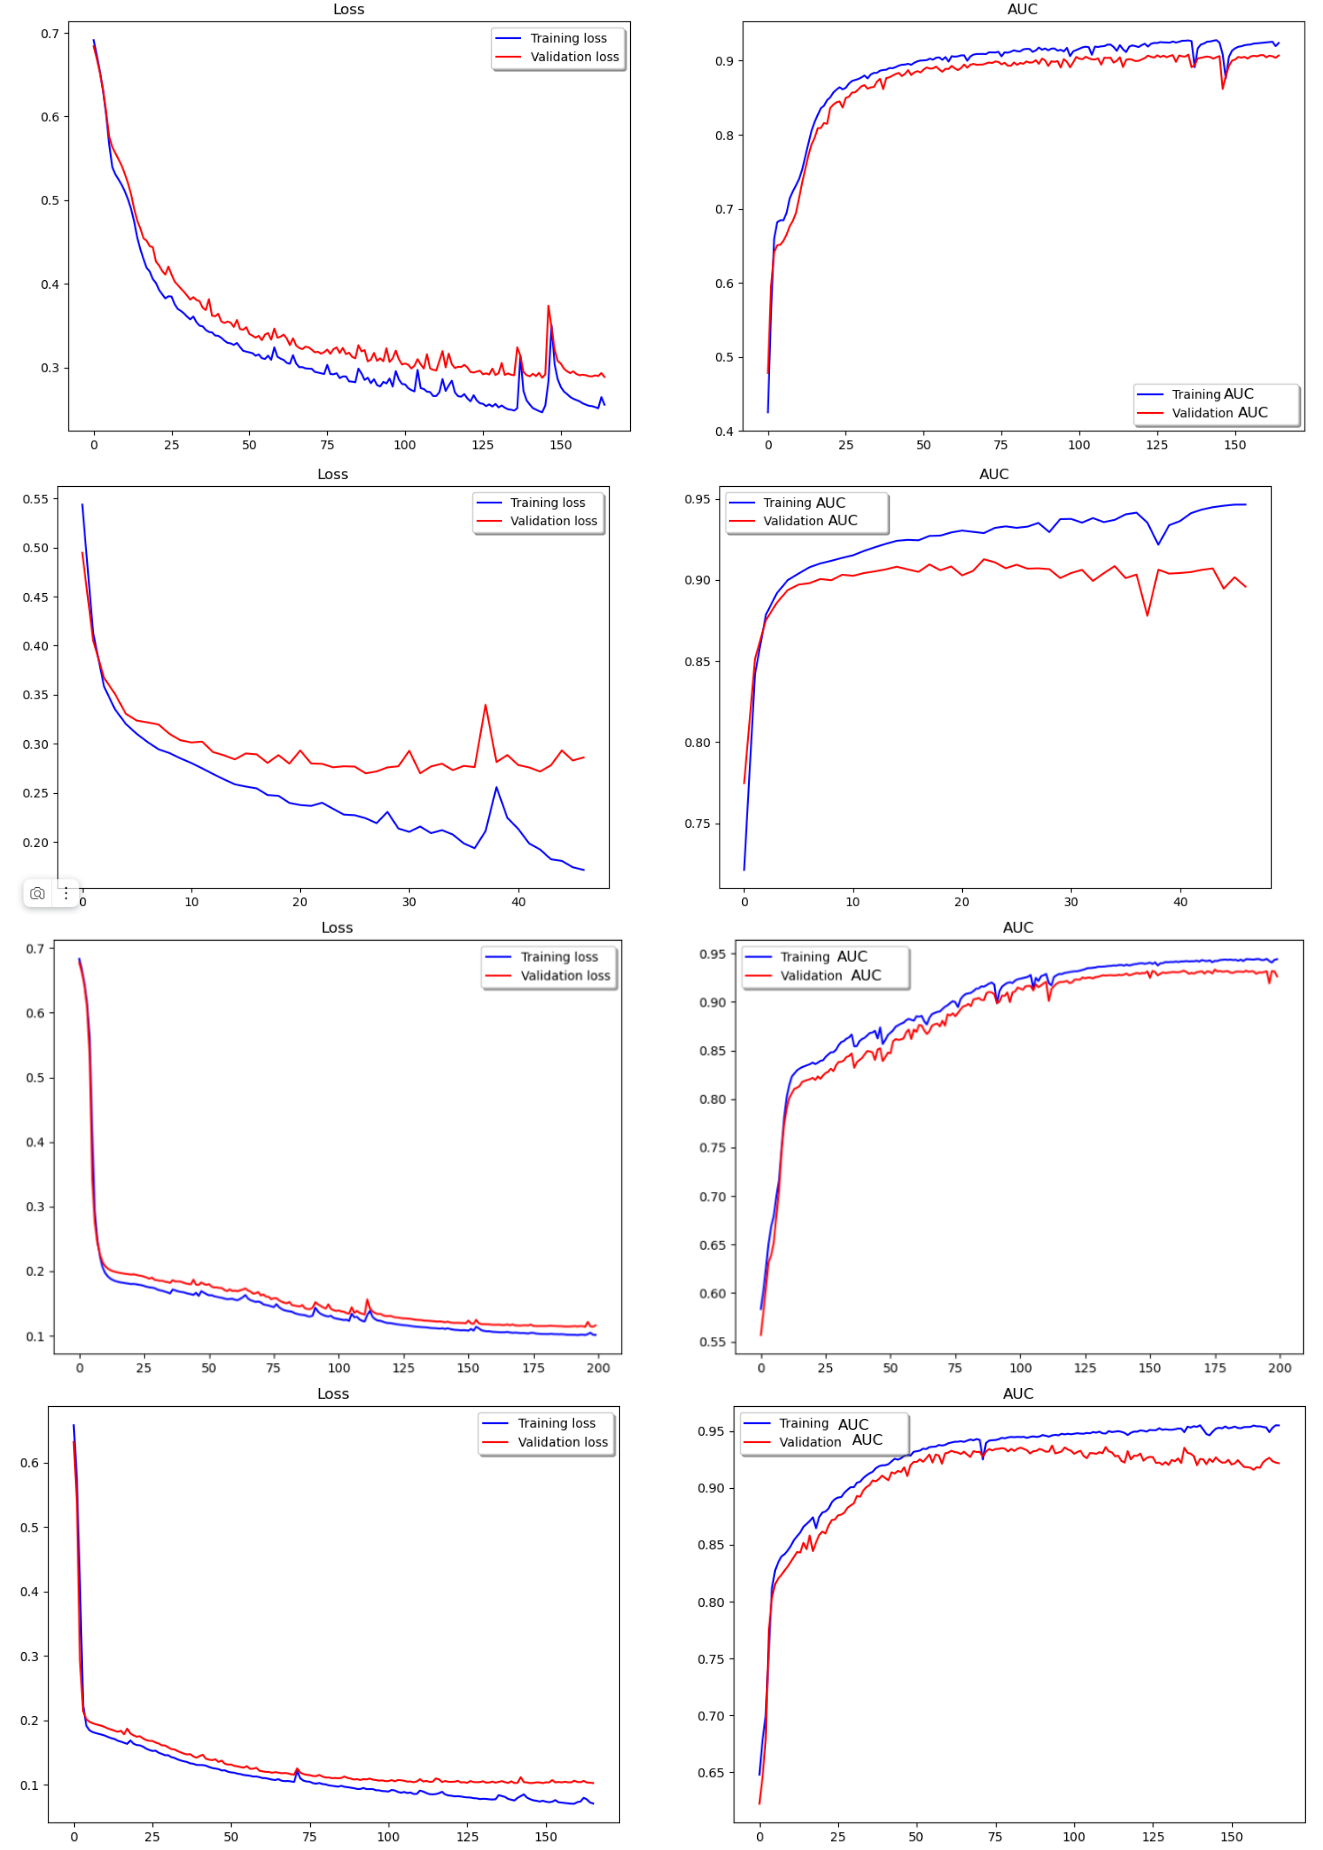 Loss
0.7
0.6
0.5
0.4
0.3
Training loss
Validation loss
0 25 50 75 100 125 150
AUC
0.9
0.8
0.7
0.6
0.5
0.4
Training AUC
Validation AUC
0 25 50 75 100 125 150
Loss
0.55
0.50
0.45
0.40
0.35
0.30
0.25
0.20
Training loss
Validation loss
0 10 20 30 40
AUC
0.95
0.90
0.85
0.80
0.75
Training AUC
Validation AUC
0 10 20 30 40
Loss
0.7
0.6
0.5
0.4
0.3
0.2
0.1
Training loss
Validation loss
0 25 50 75 100 125 150 175 200
AUC
0.95
0.90
0.85
0.80
0.75
0.70
0.65
0.60
0.55
Training AUC
Validation AUC
0 25 50 75 100 125 150 175 200
Loss
0.6
0.5
0.4
0.3
0.2
0.1
Training loss
Validation loss
0 25 50 75 100 125 150
AUC
0.95
0.90
0.85
0.80
0.75
0.70
0.65
Training AUC
Validation AUC
0 25 50 75 100 125 150